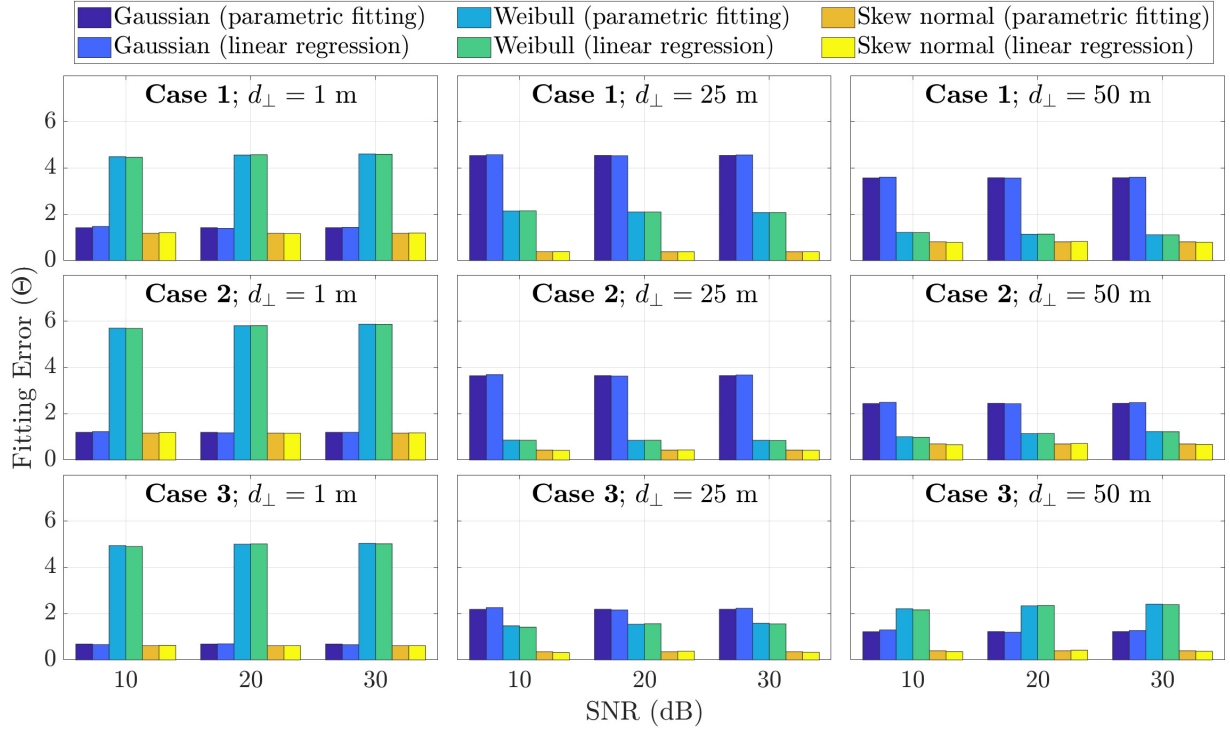 Gaussian (parametric fitting) Weibull (parametric fitting) Skew normal (parametric fitting)
Gaussian (linear regression) Weibull (linear regression) Skew normal (linear regression)
Case 1; d⊥ = 1 m
Case 1; d⊥ = 25 m
Case 1; d⊥ = 50 m
6
4
2
0
Case 2; d⊥ = 1 m
Case 2; d⊥ = 25 m
Case 2; d⊥ = 50 m
6
4
2
0
Fitting Error (Θ)
Case 3; d⊥ = 1 m
Case 3; d⊥ = 25 m
Case 3; d⊥ = 50 m
6
4
2
0
10 20 30 10 20 30 10 20 30
SNR (dB)